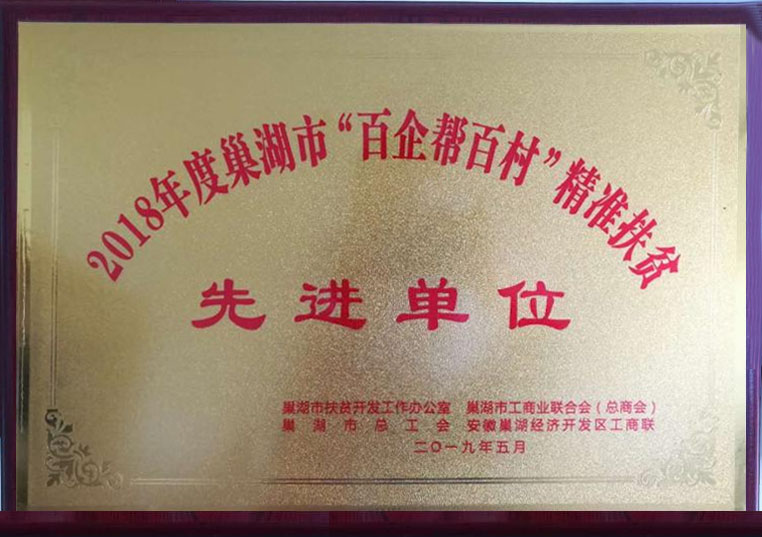 2018年度巢湖市“百企帮百村”精准扶贫
先进单位
巢湖市扶贫开发工作办公室 巢湖市工商业联合会（总商会）
巢湖市总工会 安徽巢湖经济开发区工商联
二〇一九年五月